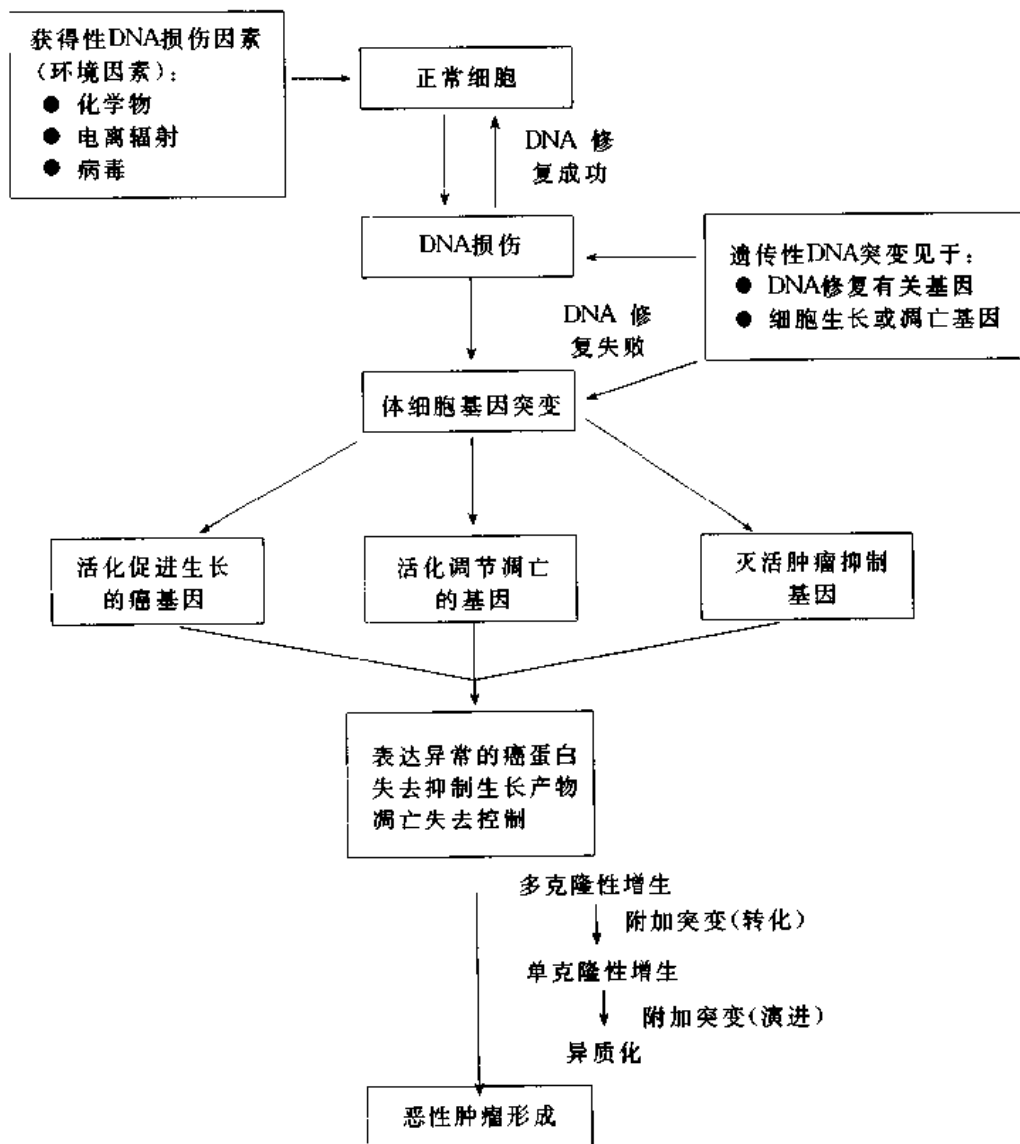 获得性DNA损伤因素
(环境因素):
● 化学物
● 电离辐射
● 病毒
正常细胞
DNA 修
复成功
DNA损伤
遗传性DNA突变见于:
● DNA修复有关基因
● 细胞生长或凋亡基因
DNA 修
复失败
体细胞基因突变
活化促进生长
的癌基因
活化调节凋亡
的基因
灭活肿瘤抑制
基因
表达异常的癌蛋白
失去抑制生长产物
凋亡失去控制
多克隆性增生
附加突变(转化)
单克隆性增生
附加突变(演进)
异质化
恶性肿瘤形成